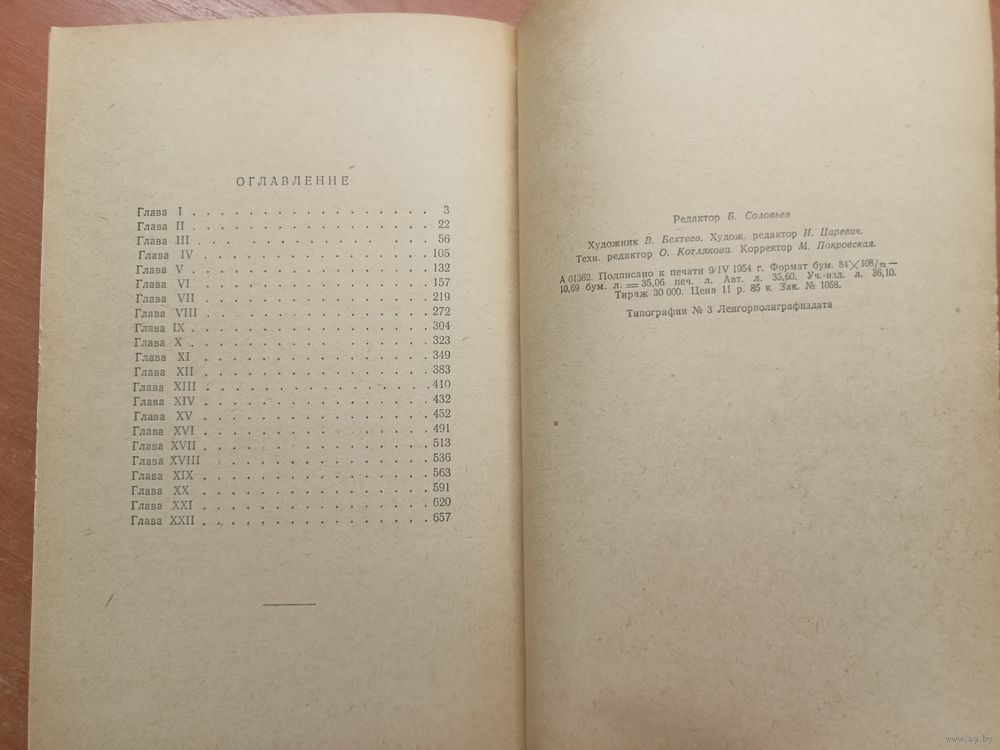 ОГЛАВЛЕНИЕ
Глава I . . . . . . . . . . . . . . . . . 3
Глава II . . . . . . . . . . . . . . . . . 22
Глава III . . . . . . . . . . . . . . . . 56
Глава IV . . . . . . . . . . . . . . . . 105
Глава V . . . . . . . . . . . . . . . . . 132
Глава VI . . . . . . . . . . . . . . . . 157
Глава VII . . . . . . . . . . . . . . . . 219
Глава VIII . . . . . . . . . . . . . . . . 272
Глава IX . . . . . . . . . . . . . . . . . 304
Глава X . . . . . . . . . . . . . . . . . 323
Глава XI . . . . . . . . . . . . . . . . 349
Глава XII . . . . . . . . . . . . . . . . 383
Глава XIII . . . . . . . . . . . . . . . . 410
Глава XIV . . . . . . . . . . . . . . . . 432
Глава XV . . . . . . . . . . . . . . . . 452
Глава XVI . . . . . . . . . . . . . . . . 491
Глава XVII . . . . . . . . . . . . . . . . 513
Глава XVIII . . . . . . . . . . . . . . . 536
Глава XIX . . . . . . . . . . . . . . . . 563
Глава XX . . . . . . . . . . . . . . . . 591
Глава XXI . . . . . . . . . . . . . . . . 620
Глава XXII . . . . . . . . . . . . . . . . 657
Редактор Б. Соловьев
Художник В. Бехтеев. Худож. редактор И. Царевич.
Техн. редактор О. Котлякова. Корректор М. Покровская.
А 01362. Подписано к печати 9/IV 1954 г. Формат бум. 84×108/32 —
10,69 бум. л. = 35,06 печ. л. Авт. л. 35,60. Уч.-изд. л. 36,10.
Тираж 30 000. Цена 11 р. 85 к Зак. № 1058.
Типография № 3 Ленгорполиграфиздата
www.ay.by